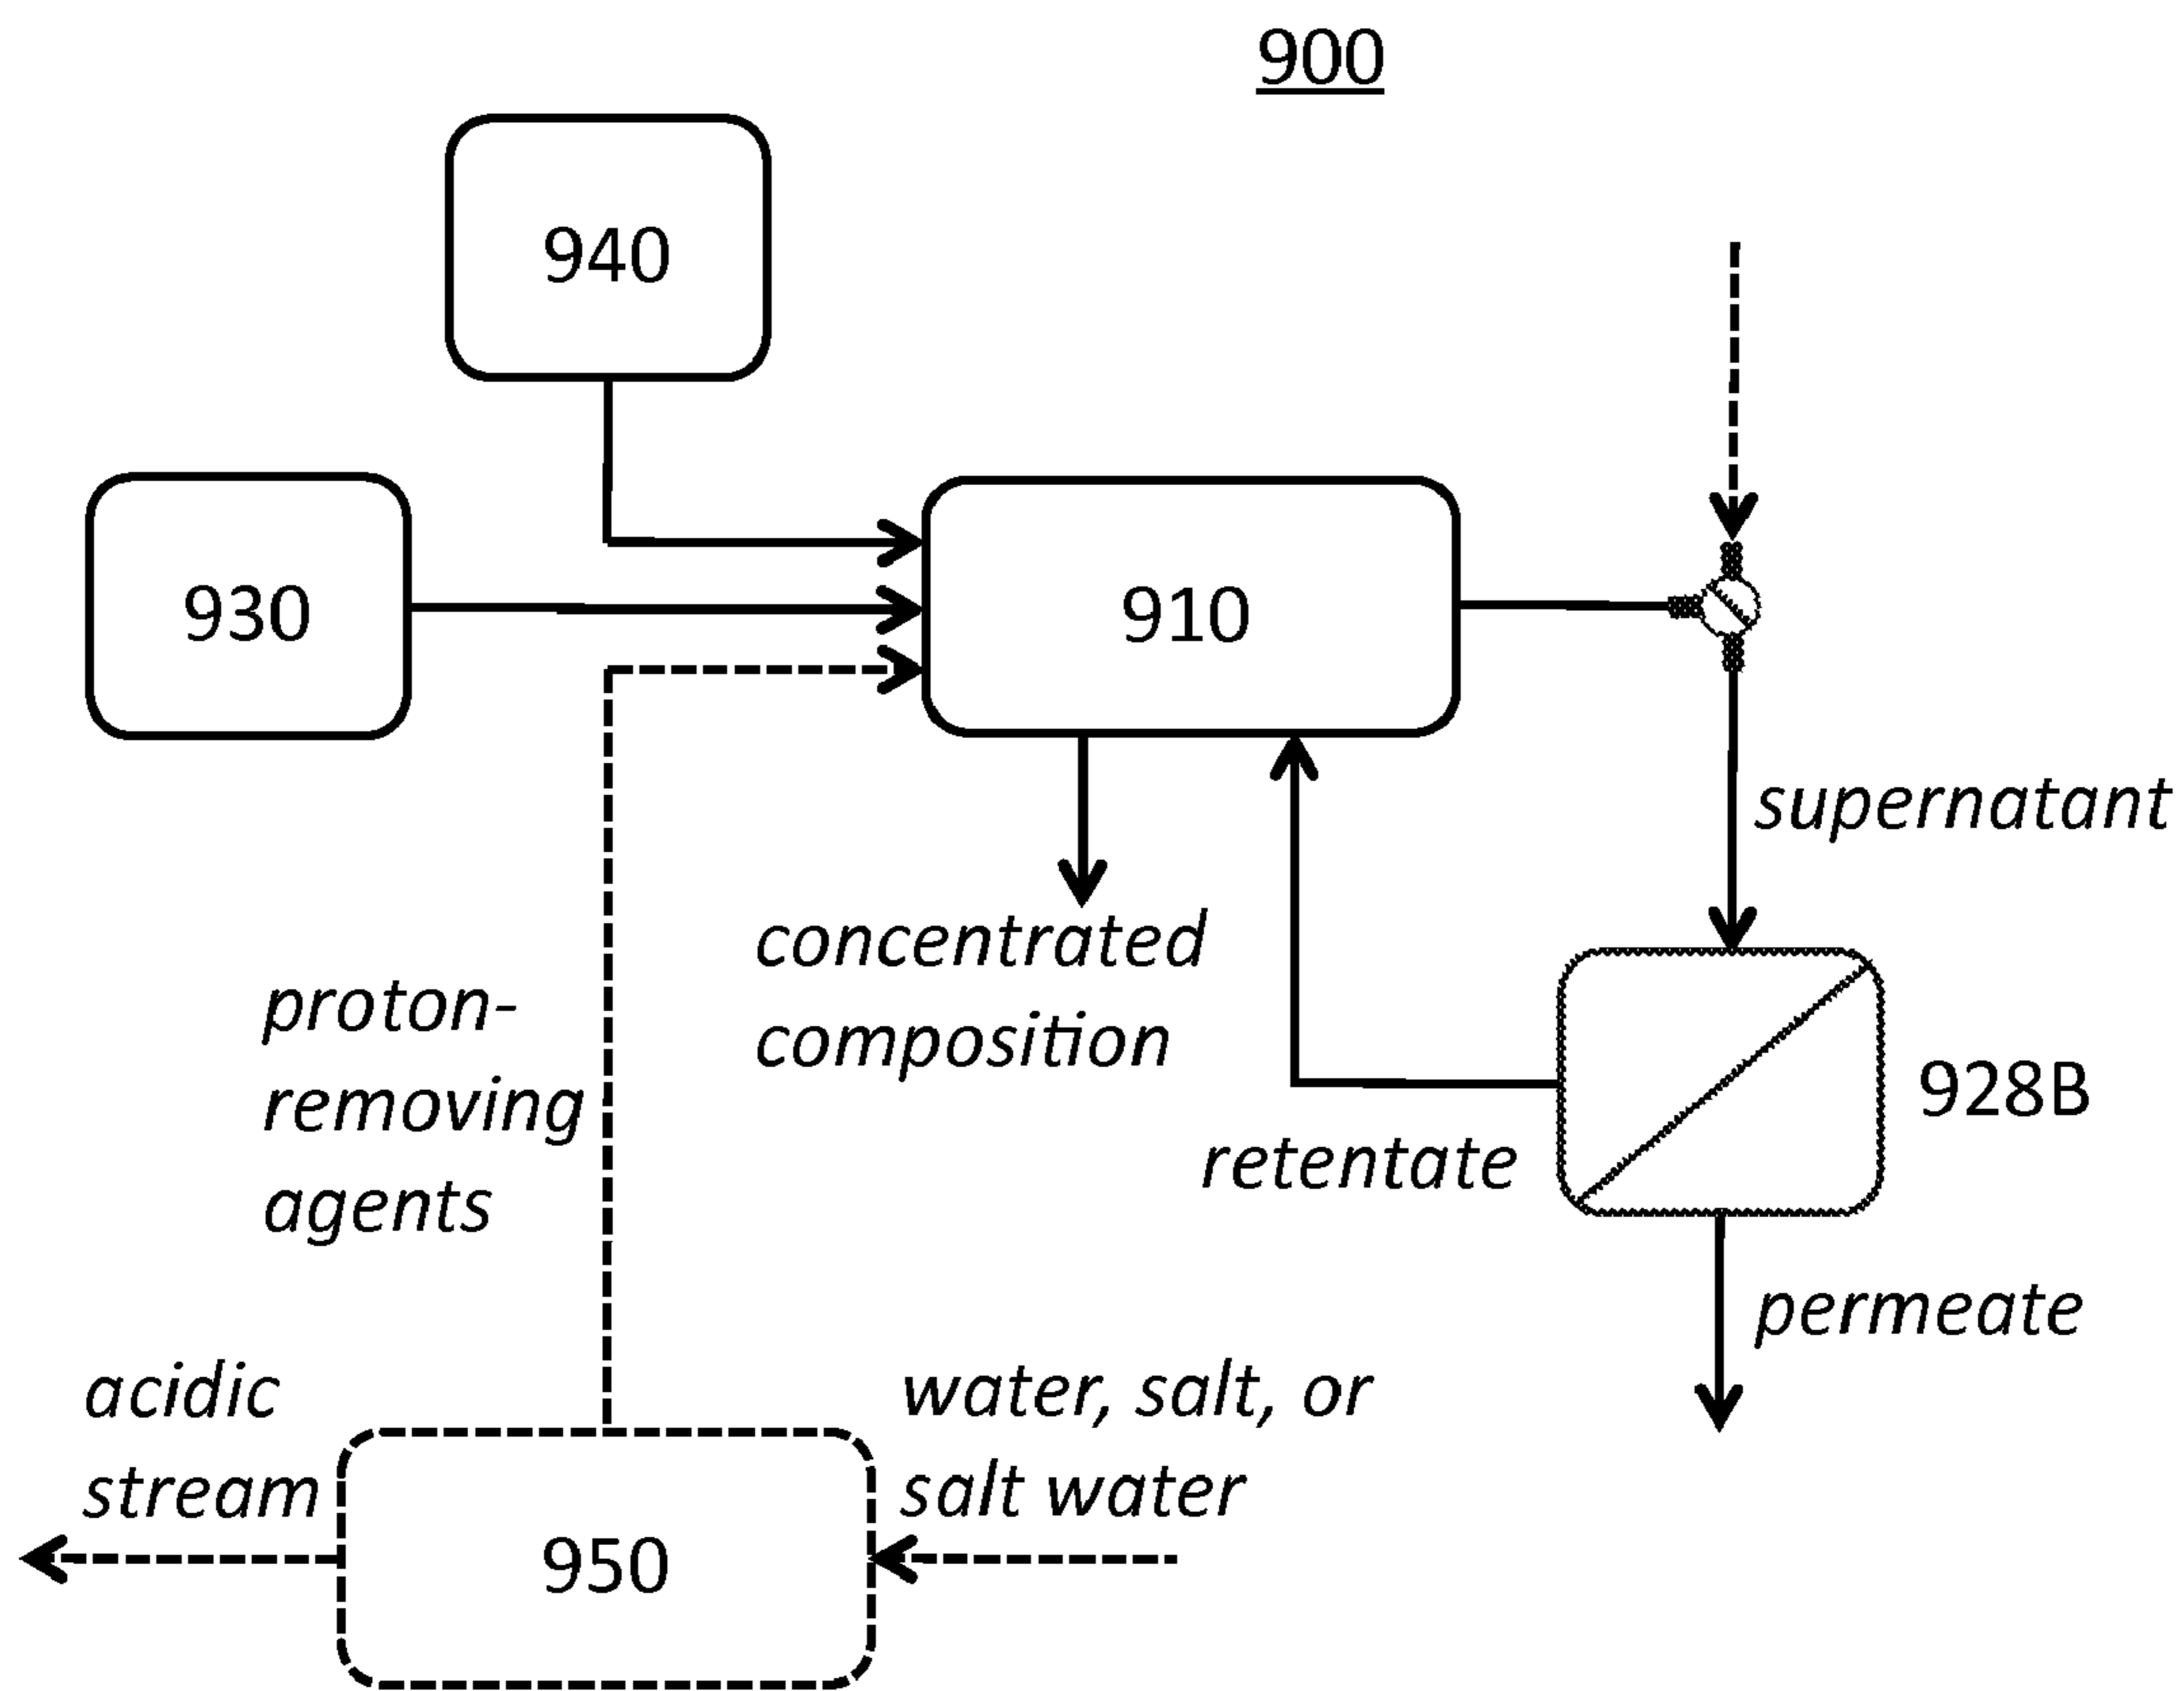 900
940
930
910
supernatant
concentrated
composition
proton-
removing
agents
928B
retentate
permeate
acidic
stream
water, salt, or
salt water
950